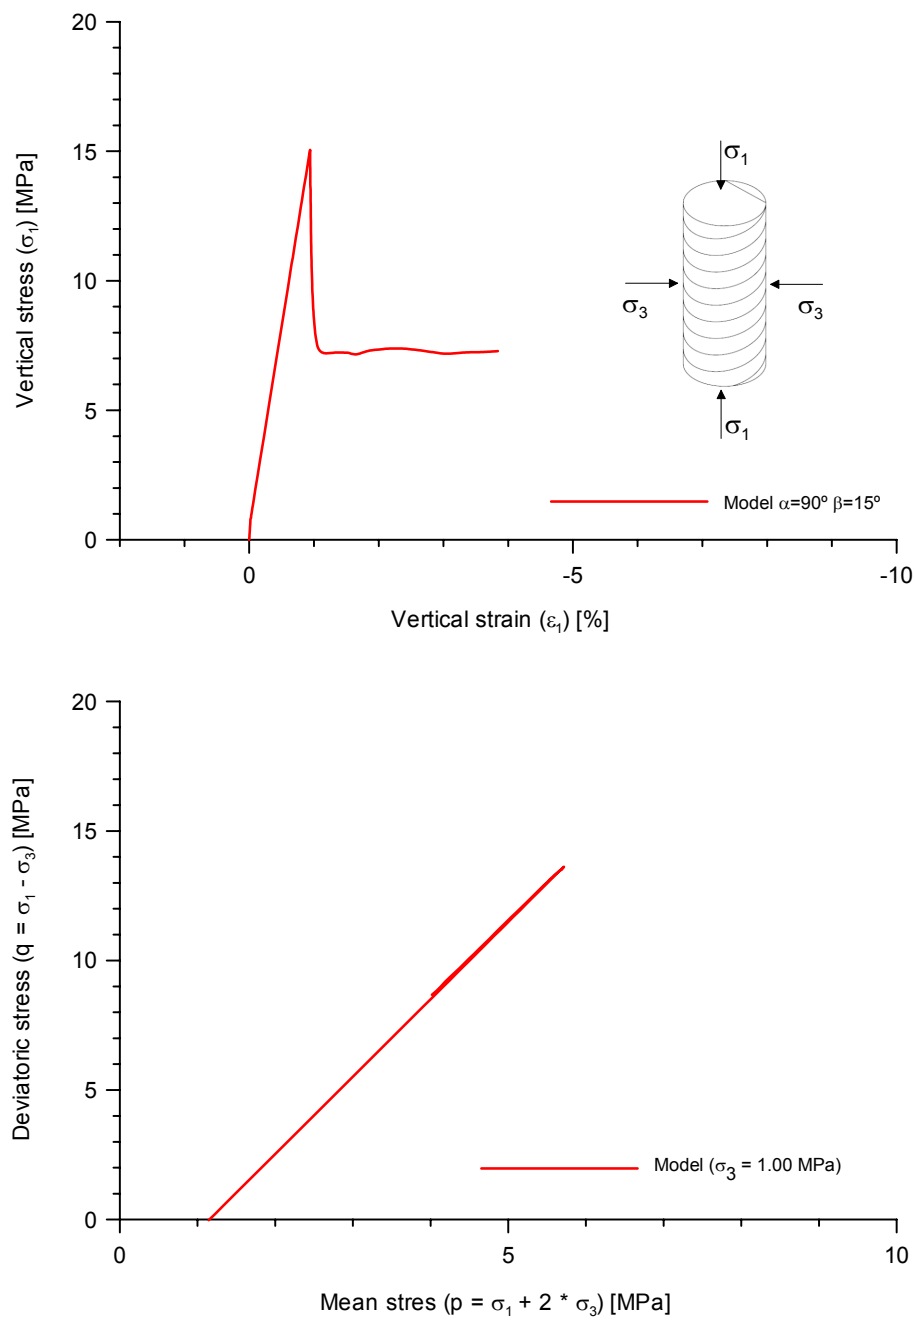 20
15
10
5
0
Vertical stress (σ₁) [MPa]
σ₁
σ₃ σ₃
σ₁
Model α=90º β=15º
0 -5 -10
Vertical strain (ε₁) [%]
20
15
10
5
0
Deviatoric stress (q = σ₁ - σ₃) [MPa]
Model (σ₃ = 1.00 MPa)
0 5 10
Mean stres (p = σ₁ + 2 * σ₃) [MPa]